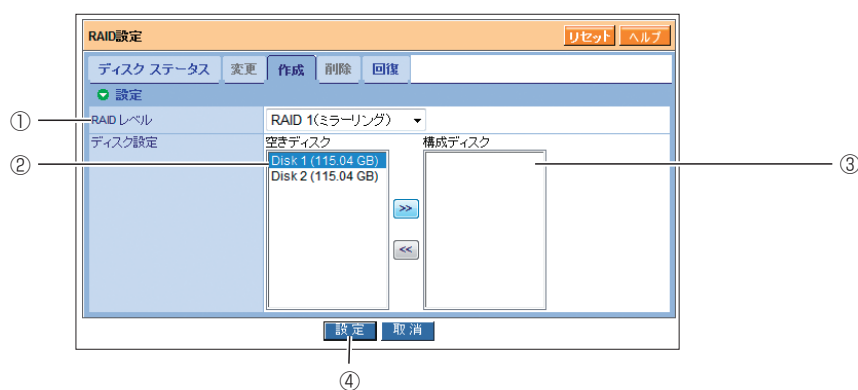 RAID設定 リセット ヘルプ
ディスク ステータス 変更 作成 削除 回復
設定
① RAID レベル RAID 1(ミラーリング)
ディスク設定 空きディスク 構成ディスク
② Disk 1 (115.04 GB) ③
Disk 2 (115.04 GB)
>>
<<
設定 取消
④